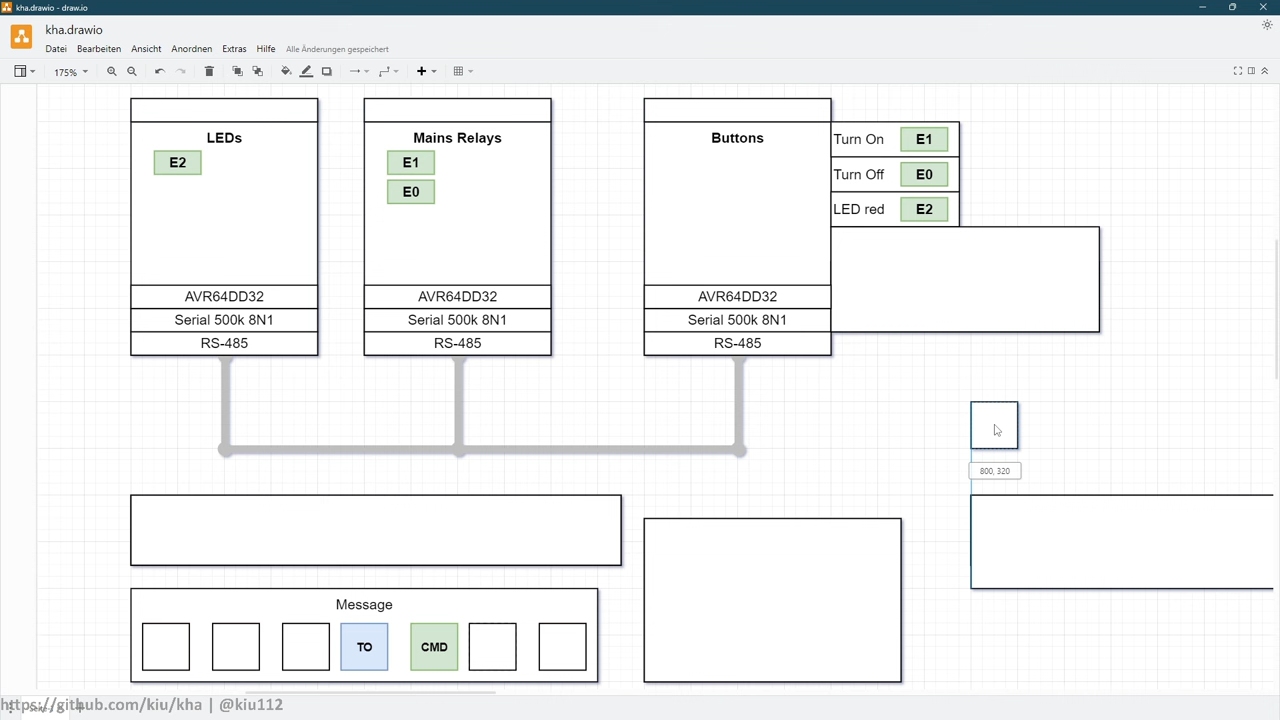 kha.drawio - draw.io
kha.drawio
Datei Bearbeiten Ansicht Anordnen Extras Hilfe Alle Änderungen gespeichert
175%
LEDs
E2
AVR64DD32
Serial 500k 8N1
RS-485
Mains Relays
E1
E0
AVR64DD32
Serial 500k 8N1
RS-485
Buttons
AVR64DD32
Serial 500k 8N1
RS-485
Turn On E1
Turn Off E0
LED red E2
800, 320
Message
TO CMD
https://github.com/kiu/kha | @kiu112